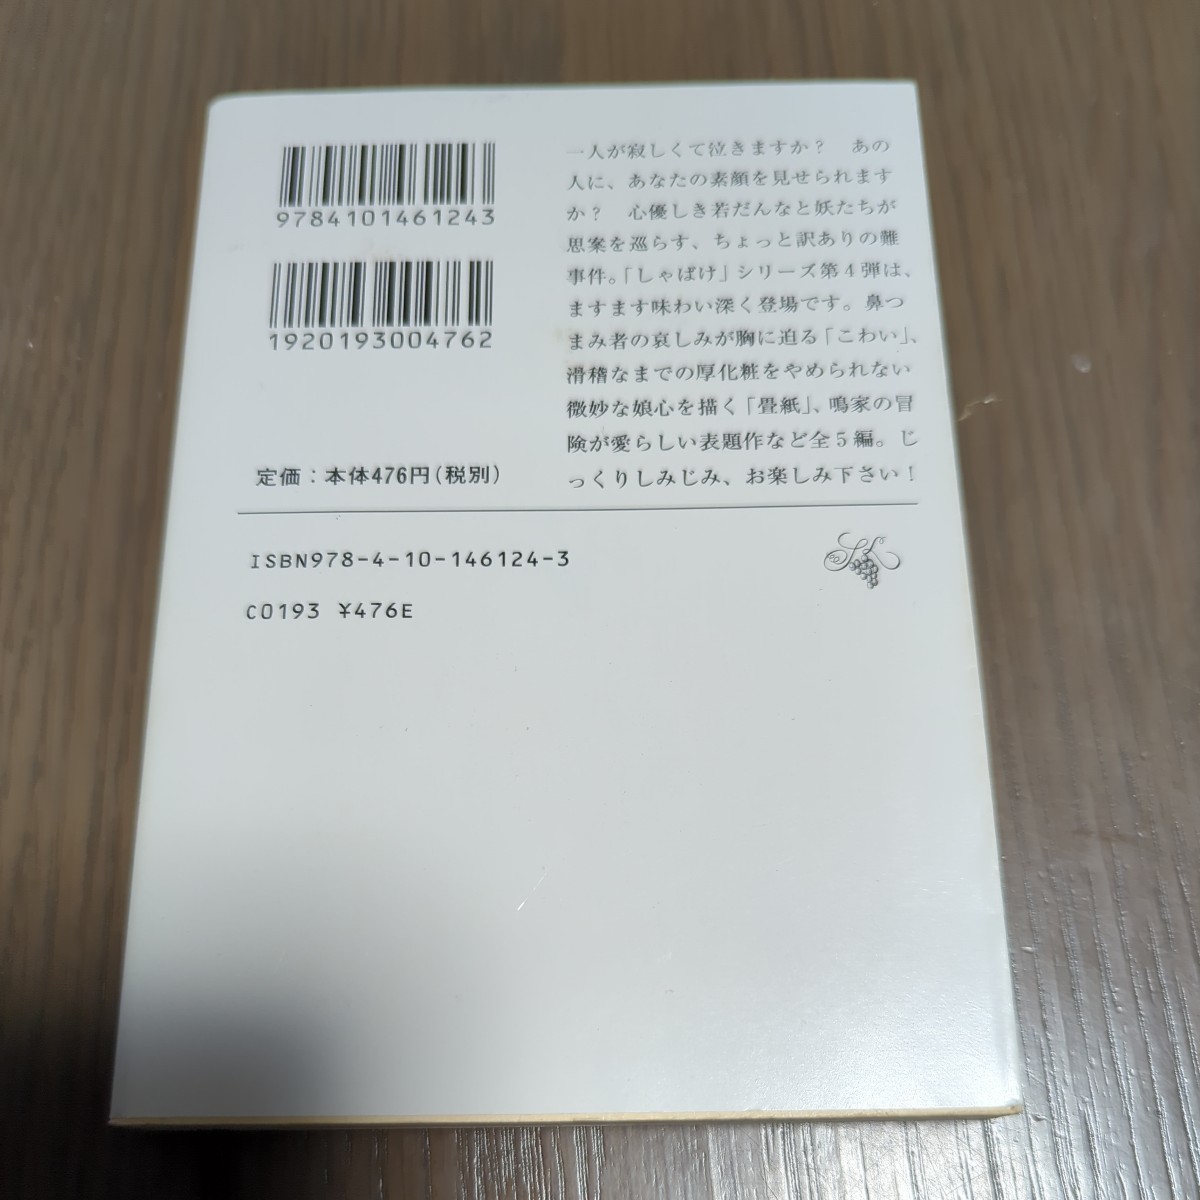 9784101461243
1920193004762
定価：本体476円(税別)
一人が寂しくて泣きますか？　あの
人に、あなたの素顔を見せられます
か？　心優しき若だんなと妖たちが
思案を巡らす、ちょっと訳ありの難
事件。「しゃばけ」シリーズ第４弾は、
ますます味わい深く登場です。鼻つ
まみ者の哀しみが胸に迫る「こわい」、
滑稽なまでの厚化粧をやめられない
微妙な娘心を描く「畳紙」、鳴家の冒
険が愛らしい表題作など全５編。じ
っくりしみじみ、お楽しみ下さい！
ISBN978-4-10-146124-3
C0193 ¥476E